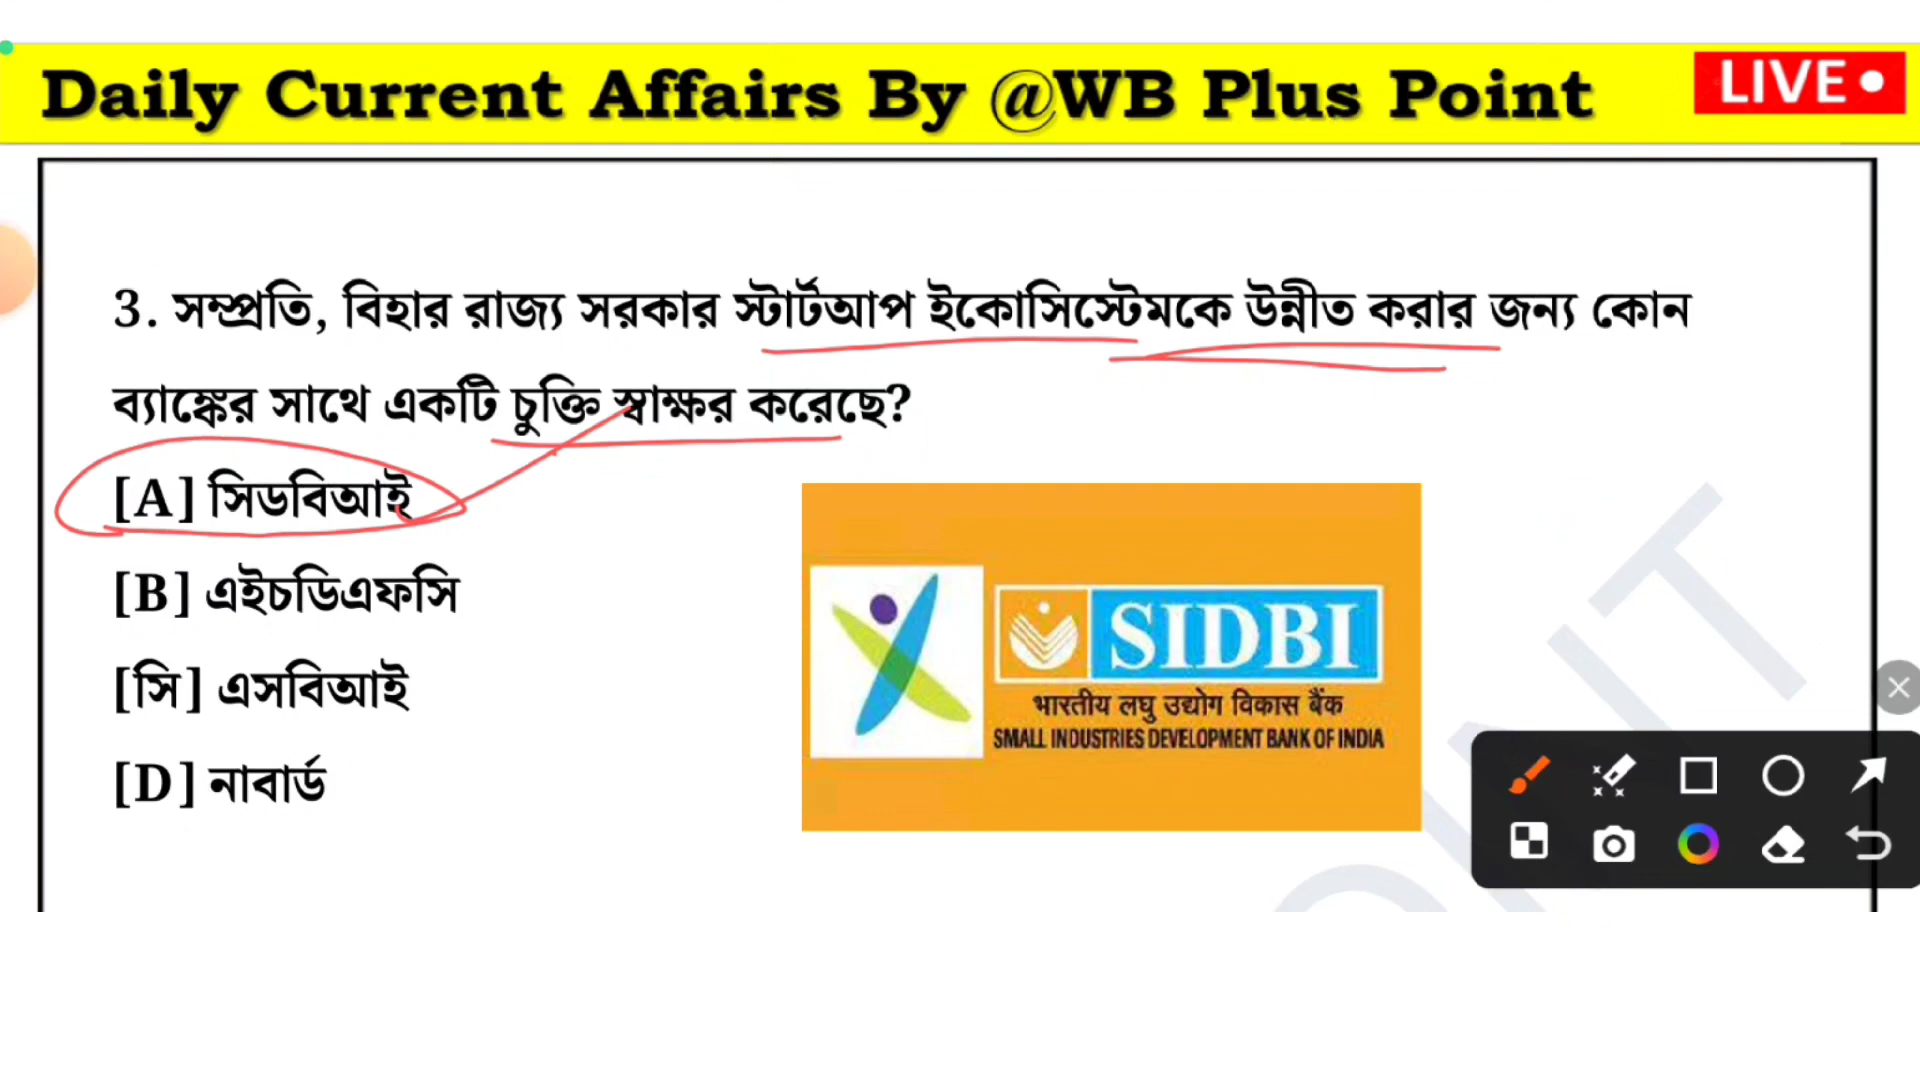 Daily Current Affairs By @WB Plus Point
LIVE
3. সম্প্রতি, বিহার রাজ্য সরকার স্টার্টআপ ইকোসিস্টেমকে উন্নীত করার জন্য কোন
ব্যাঙ্কের সাথে একটি চুক্তি স্বাক্ষর করেছে?
[A] সিডবিআই
[B] এইচডিএফসি
[সি] এসবিআই
[D] নাবার্ড
SIDBI
भारतीय लघु उद्योग विकास बैंक
SMALL INDUSTRIES DEVELOPMENT BANK OF INDIA
OINT